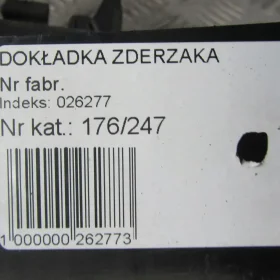 DOKŁADKA ZDERZAKA
Nr fabr.
Indeks: 026277
Nr kat.: 176/247
1 000000 262773